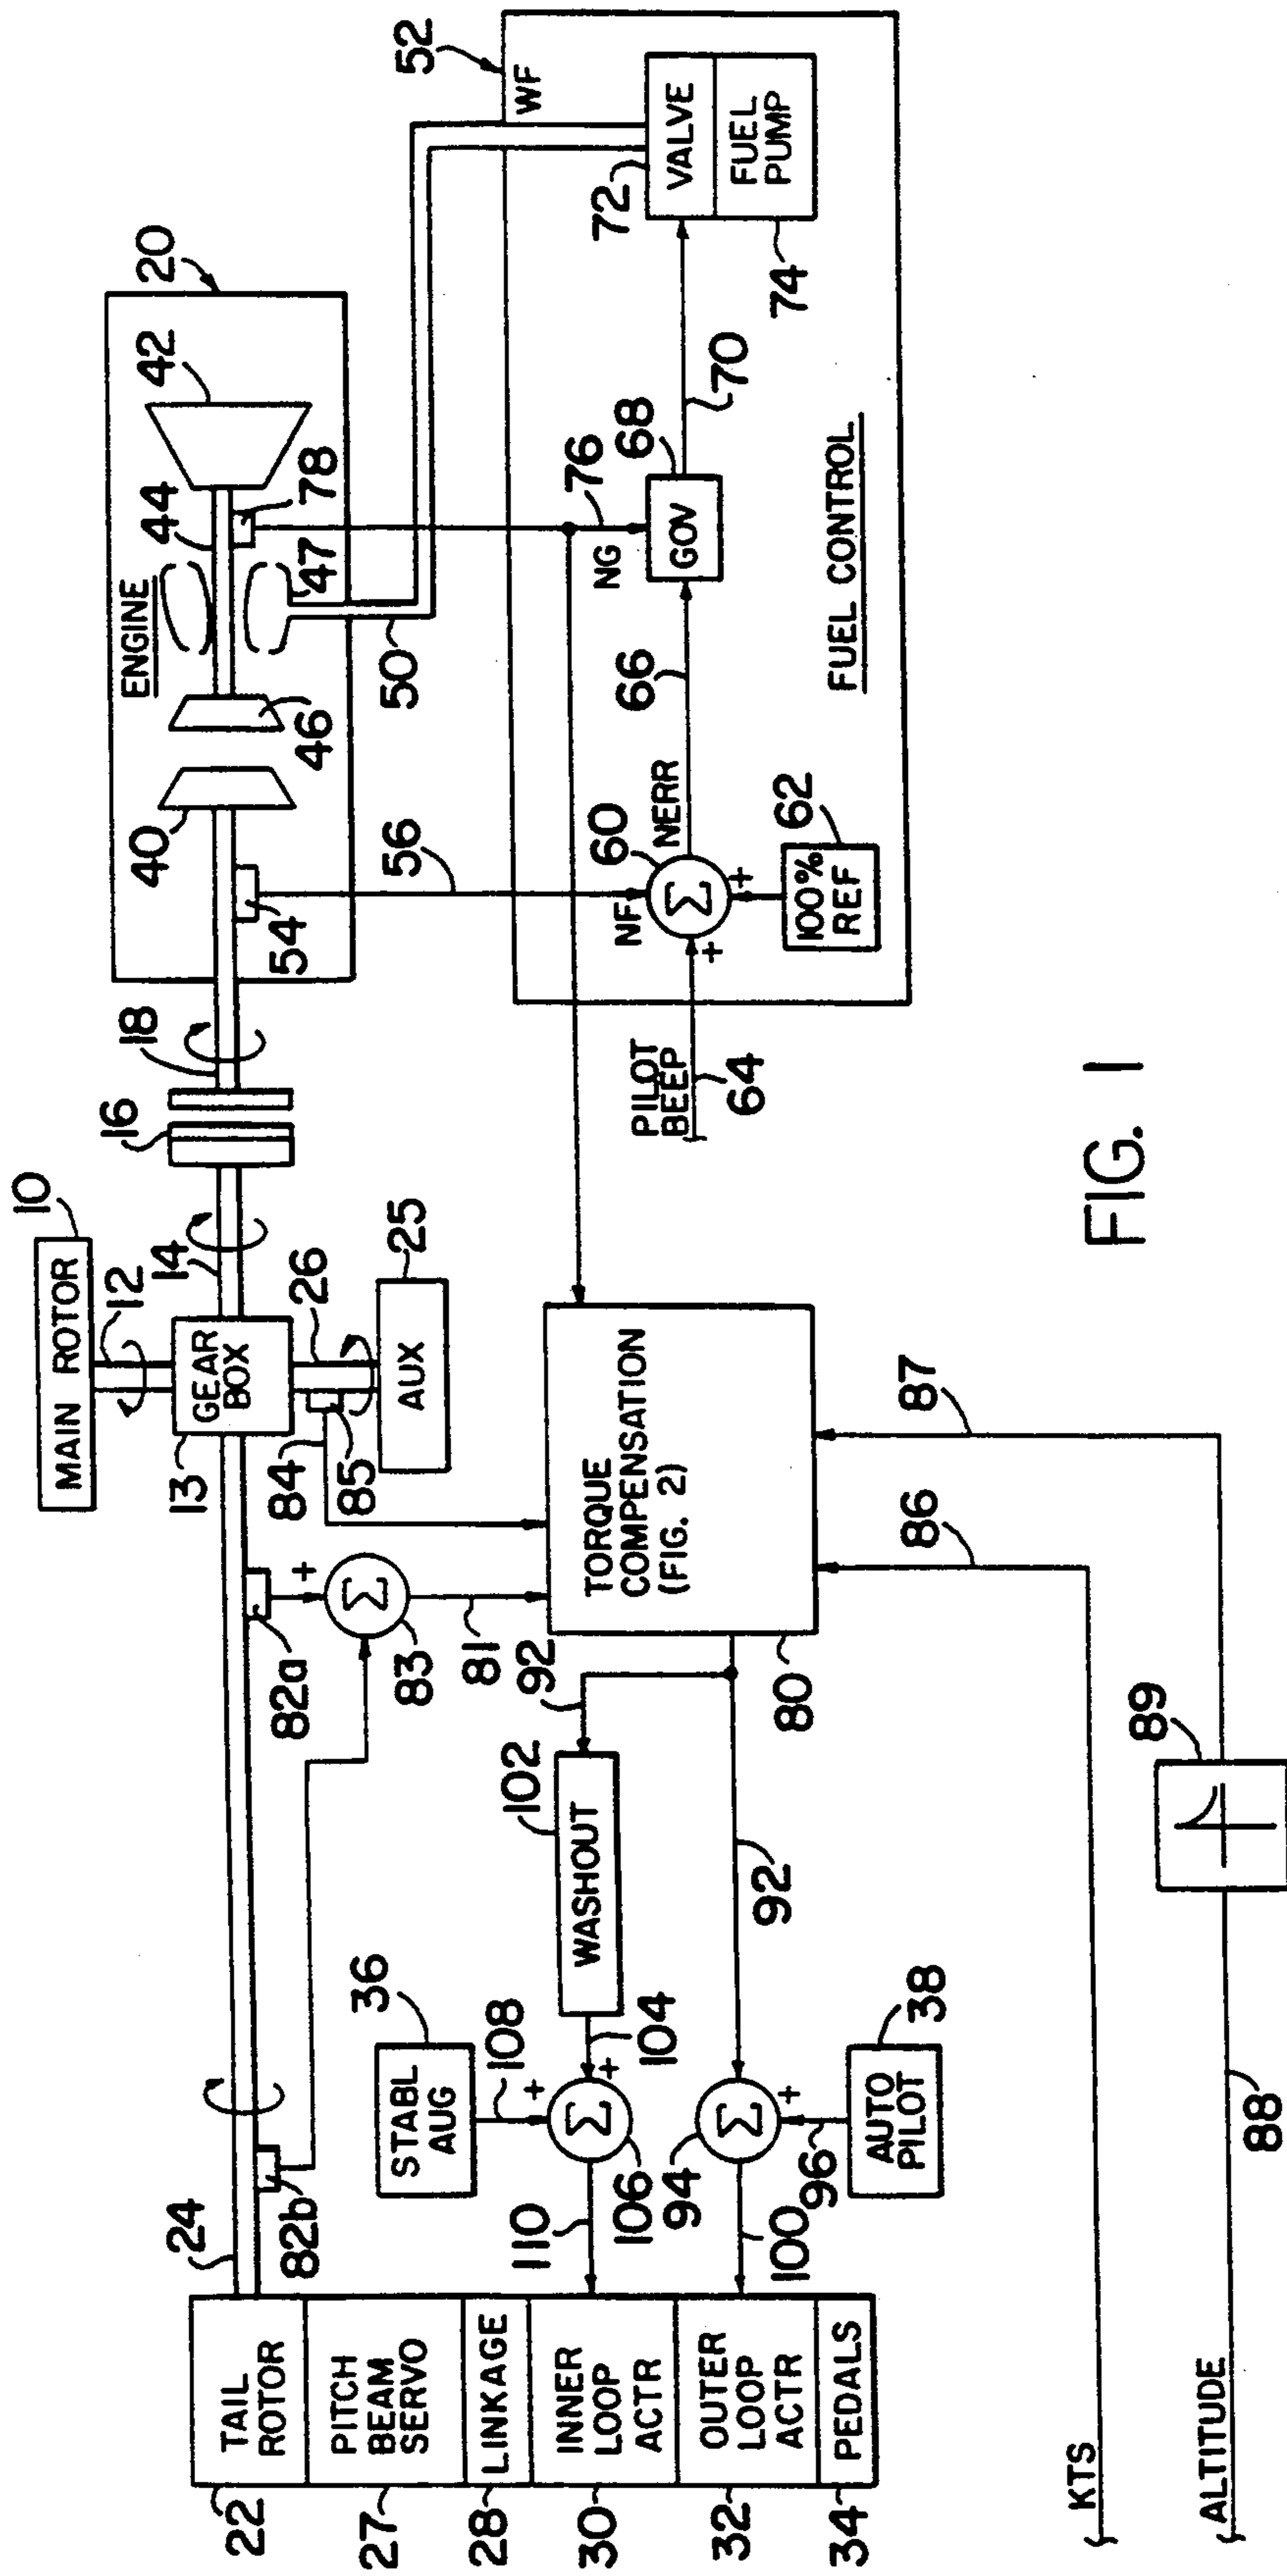 10
MAIN ROTOR
12
13
GEAR
BOX
14
16
18
20
ENGINE
42
44
78
47
46
40
54
50
56
52
WF
VALVE
72
FUEL
PUMP
74
70
68
76
NG
GOV
66
NERR
60
NF
Σ
+
+
62
100%
REF
FUEL CONTROL
PILOT
BEEP
64
26
25
AUX
84
85
82a
+
Σ
83
81
24
82b
22
TAIL
ROTOR
27
PITCH
BEAM
SERVO
28
LINKAGE
30
INNER
LOOP
ACTR
32
OUTER
LOOP
ACTR
34
PEDALS
36
STABL
AUG
108
+
+
Σ
106
110
104
102
WASHOUT
92
TORQUE
COMPENSATION
(FIG. 2)
80
92
94
Σ
+
96
100
38
AUTO
PILOT
87
86
89
88
KTS
ALTITUDE
FIG. 1